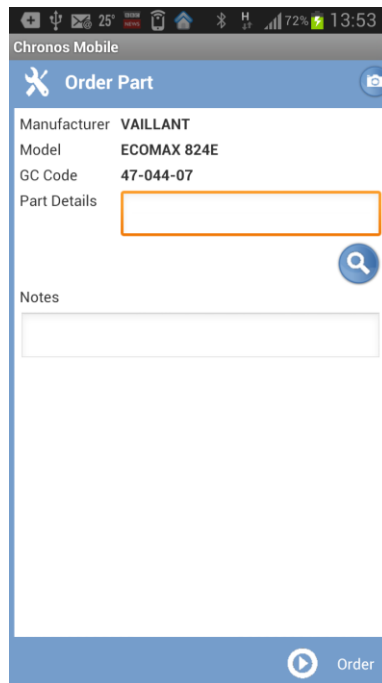 25° NEWS H 72% 13:53
Chronos Mobile
Order Part
Manufacturer VAILLANT
Model ECOMAX 824E
GC Code 47-044-07
Part Details
Notes
Order